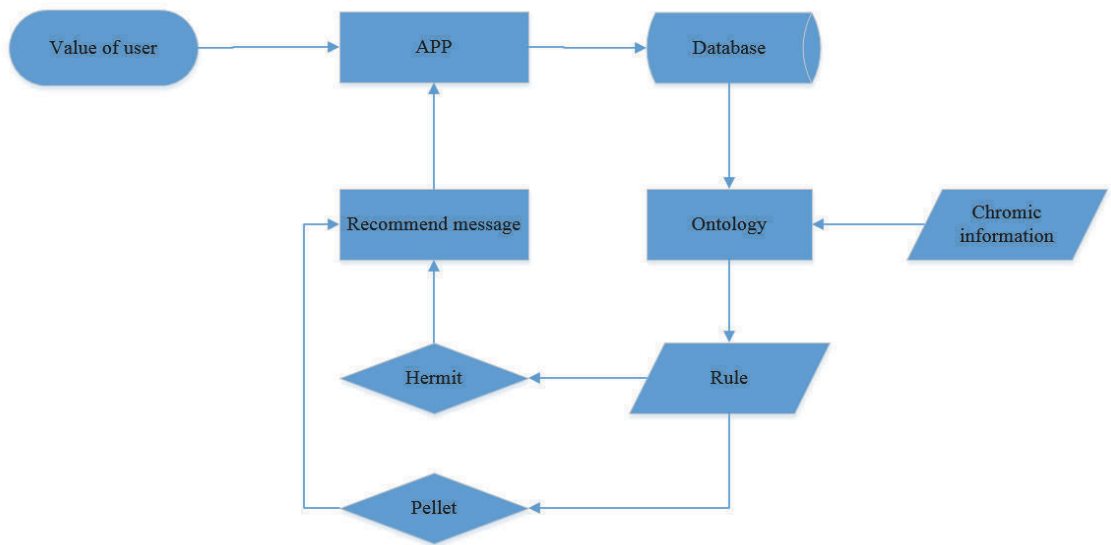 Value of user
APP
Database
Recommend message
Ontology
Chromic
information
Hermit
Rule
Pellet